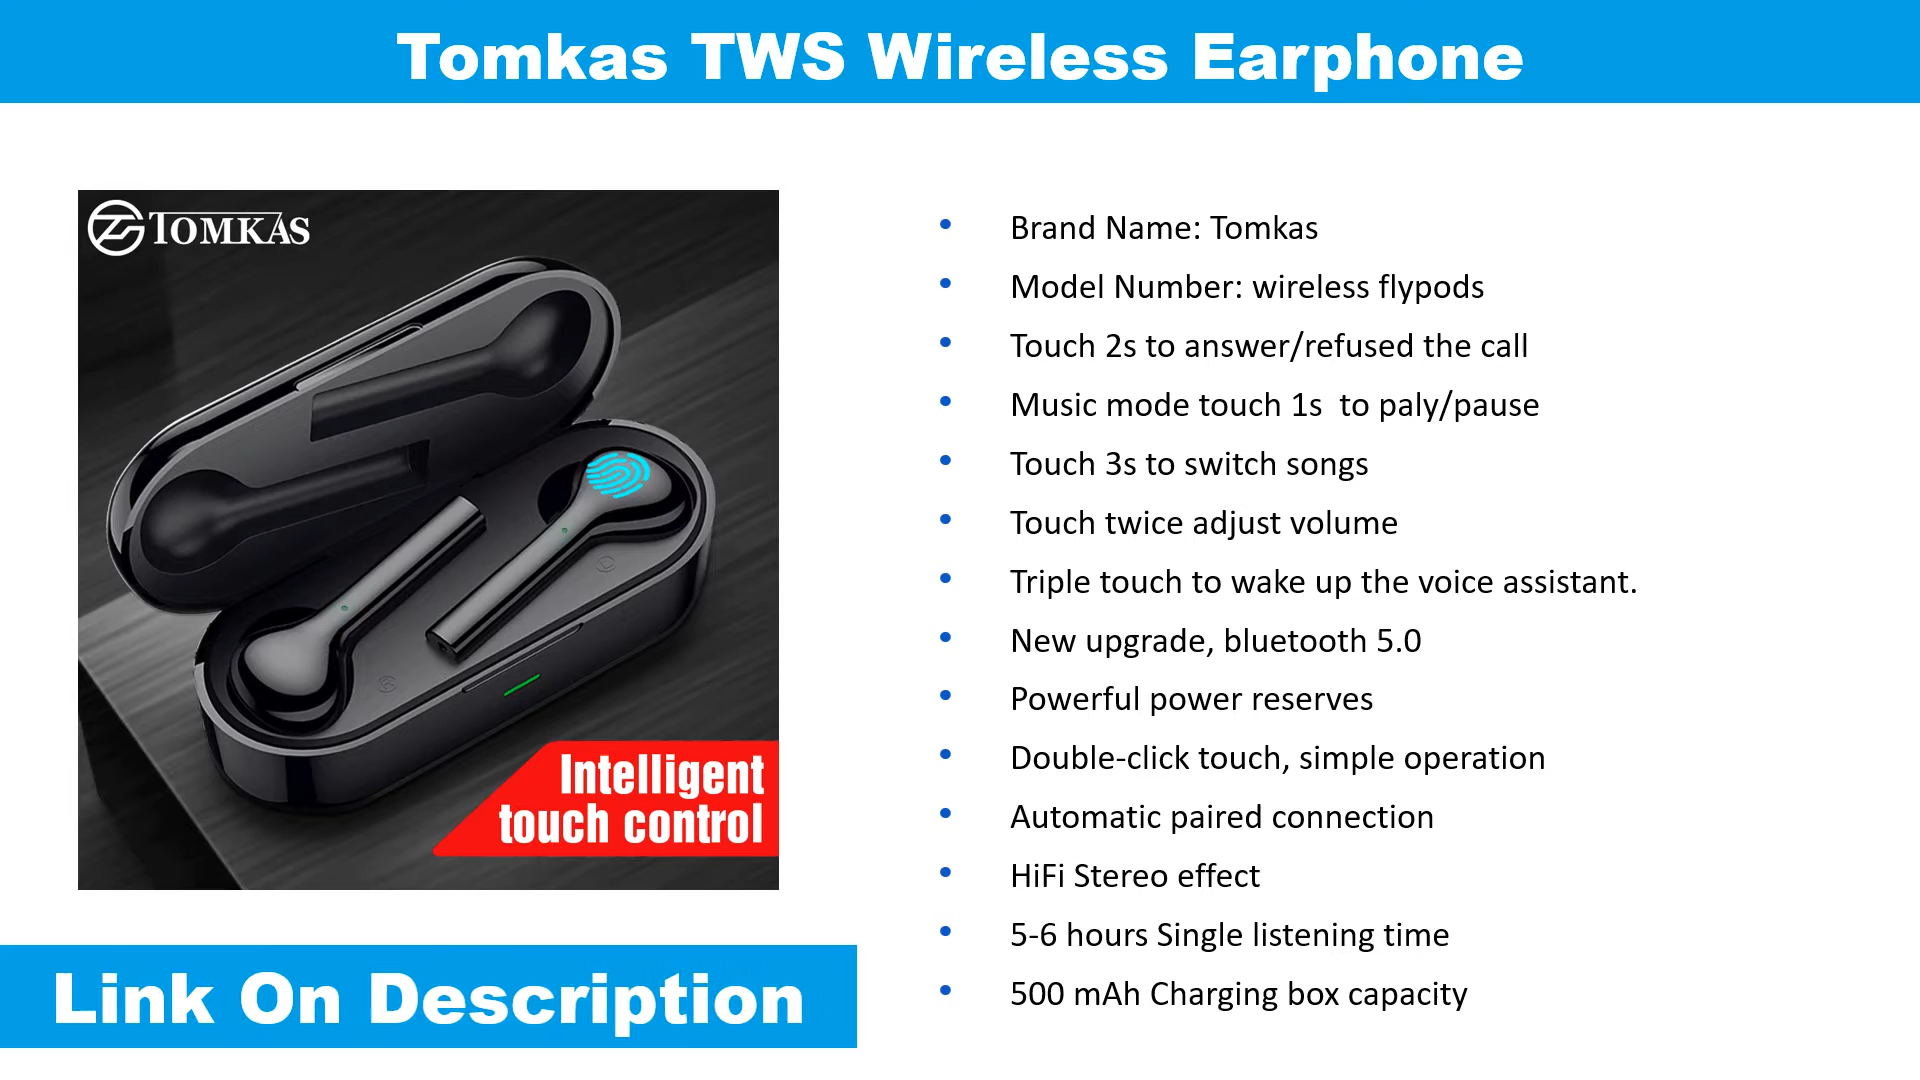 Tomkas TWS Wireless Earphone
TOMKAS
Intelligent
touch control
Link On Description
• Brand Name: Tomkas
• Model Number: wireless flypods
• Touch 2s to answer/refused the call
• Music mode touch 1s  to paly/pause
• Touch 3s to switch songs
• Touch twice adjust volume
• Triple touch to wake up the voice assistant.
• New upgrade, bluetooth 5.0
• Powerful power reserves
• Double-click touch, simple operation
• Automatic paired connection
• HiFi Stereo effect
• 5-6 hours Single listening time
• 500 mAh Charging box capacity